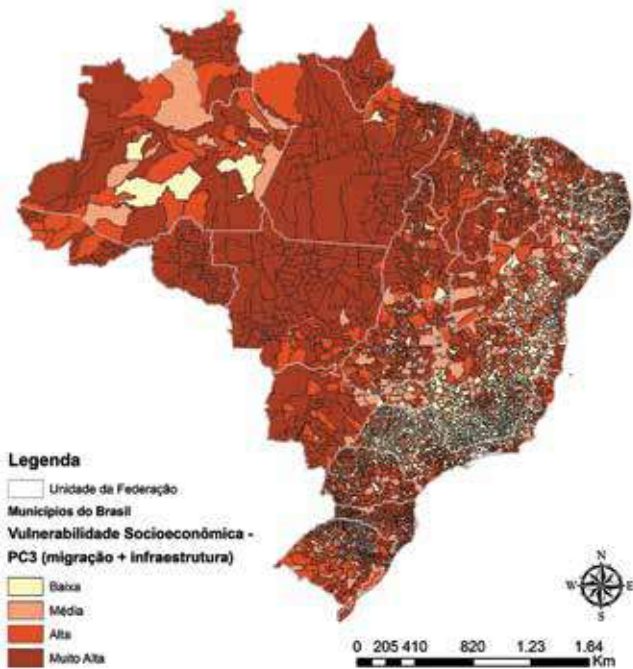 Legenda
Unidade da Federação
Municípios do Brasil
Vulnerabilidade Socioeconômica -
PC3 (migração + infraestrutura)
Baixa
Média
Alta
Muito Alta
N
W E
S
0 205 410 820 1.23 1.64
Km